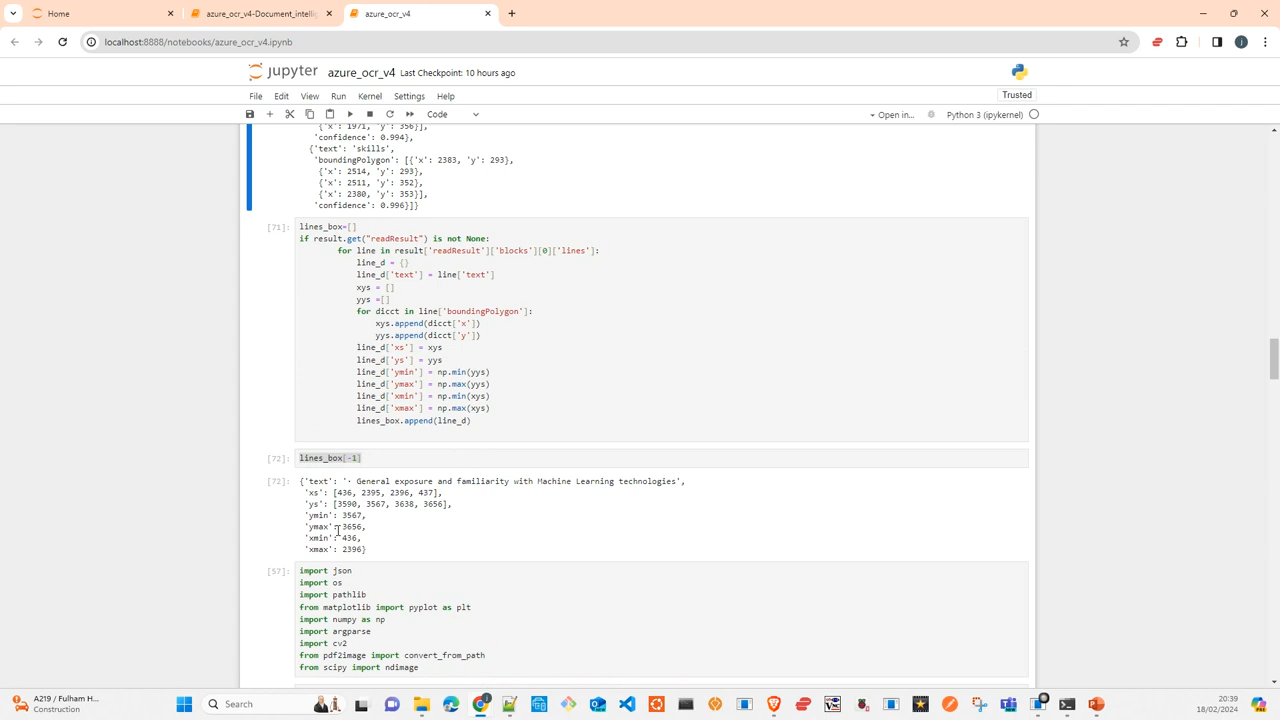 Home
azure_ocr_v4-Document_intellig
azure_ocr_v4
localhost:8888/notebooks/azure_ocr_v4.ipynb
jupyter azure_ocr_v4 Last Checkpoint: 10 hours ago
File Edit View Run Kernel Settings Help
Trusted
Code
Open in...
Python 3 (ipykernel)
{'x': 1971, 'y': 356}],
'confidence': 0.994},
{'text': 'skills',
'boundingPolygon': [{'x': 2383, 'y': 293},
{'x': 2514, 'y': 293},
{'x': 2511, 'y': 352},
{'x': 2380, 'y': 353}],
'confidence': 0.996}]}
[71]:
lines_box=[]
if result.get("readResult") is not None:
for line in result['readResult']['blocks'][0]['lines']:
line_d = {}
line_d['text'] = line['text']
xys = []
yys =[]
for dicct in line['boundingPolygon']:
xys.append(dicct['x'])
yys.append(dicct['y'])
line_d['xs'] = xys
line_d['ys'] = yys
line_d['ymin'] = np.min(yys)
line_d['ymax'] = np.max(yys)
line_d['xmin'] = np.min(xys)
line_d['xmax'] = np.max(xys)
lines_box.append(line_d)
[72]: lines_box[-1]
[72]: {'text': '· General exposure and familiarity with Machine Learning technologies',
'xs': [436, 2395, 2396, 437],
'ys': [3590, 3567, 3638, 3656],
'ymin': 3567,
'ymax': 3656,
'xmin': 436,
'xmax': 2396}
[57]: import json
import os
import pathlib
from matplotlib import pyplot as plt
import numpy as np
import argparse
import cv2
from pdf2image import convert_from_path
from scipy import ndimage
A219 / Fulham H...
Construction
Search
20:39
18/02/2024